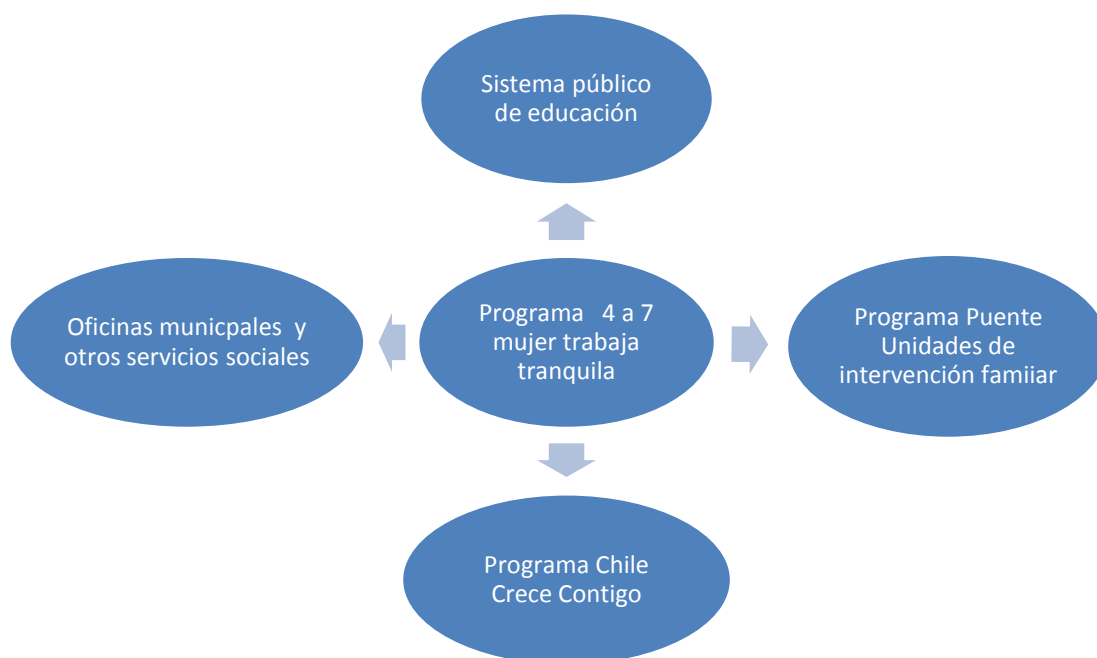 Sistema público
de educación
Oficinas municpales y
otros servicios sociales
Programa 4 a 7
mujer trabaja
tranquila
Programa Puente
Unidades de
intervención famiiar
Programa Chile
Crece Contigo